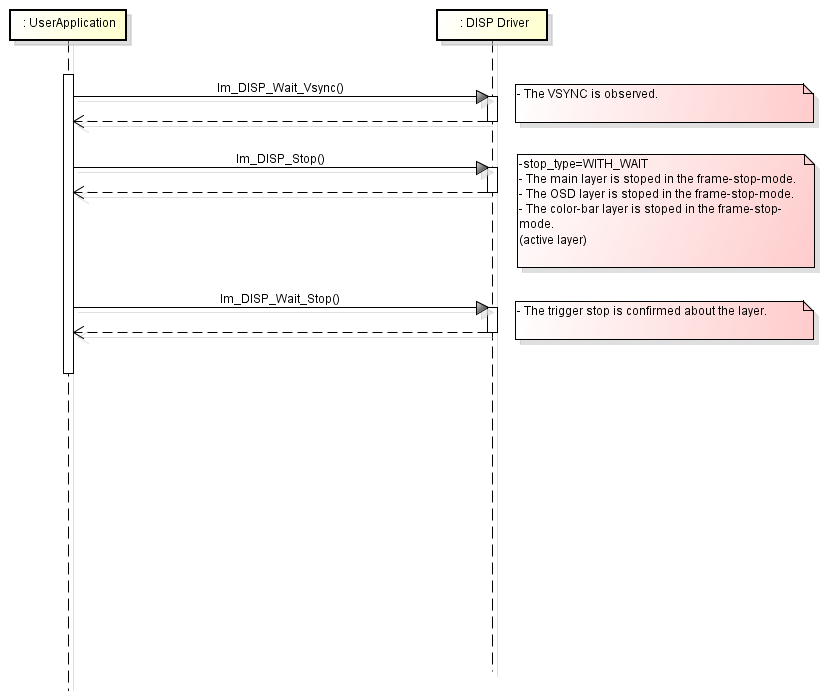 : UserApplication
: DISP Driver
Im_DISP_Wait_Vsync()
- The VSYNC is observed.
Im_DISP_Stop()
-stop_type=WITH_WAIT
- The main layer is stoped in the frame-stop-mode.
- The OSD layer is stoped in the frame-stop-mode.
- The color-bar layer is stoped in the frame-stop-
mode.
(active layer)
Im_DISP_Wait_Stop()
- The trigger stop is confirmed about the layer.